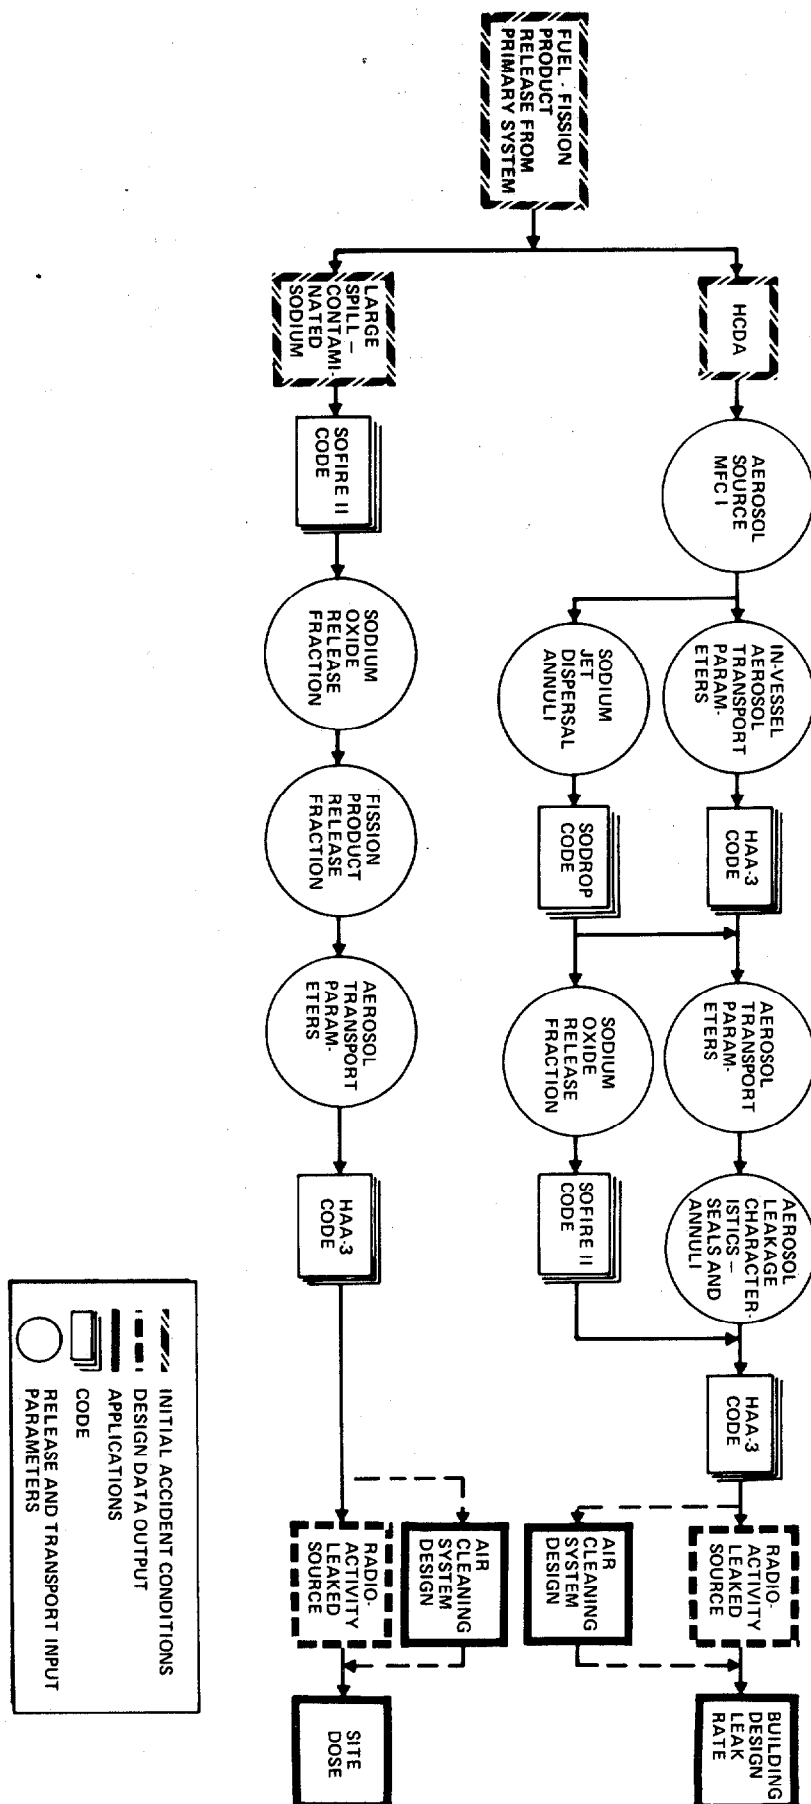 FUEL - FISSION
PRODUCT
RELEASE FROM
PRIMARY SYSTEM
HCDA
AEROSOL
SOURCE
MFC I
IN-VESSEL
AEROSOL
TRANSPORT
PARAM-
ETERS
HAA-3
CODE
AEROSOL
TRANSPORT
PARAM-
ETERS
AEROSOL
LEAKAGE
CHARACTER-
ISTICS –
SEALS AND
ANNULI
HAA-3
CODE
RADIO-
ACTIVITY
LEAKED
SOURCE
BUILDING
DESIGN
LEAK
RATE
SODIUM
JET
DISPERSAL
ANNULI
SODROP
CODE
SODIUM
OXIDE
RELEASE
FRACTION
SOFIRE II
CODE
AIR
CLEANING
SYSTEM
DESIGN
LARGE
SPILL –
CONTAMI-
NATED
SODIUM
SOFIRE II
CODE
SODIUM
OXIDE
RELEASE
FRACTION
FISSION
PRODUCT
RELEASE
FRACTION
AEROSOL
TRANSPORT
PARAM-
ETERS
HAA-3
CODE
AIR
CLEANING
SYSTEM
DESIGN
RADIO-
ACTIVITY
LEAKED
SOURCE
SITE
DOSE
INITIAL ACCIDENT CONDITIONS
DESIGN DATA OUTPUT
APPLICATIONS
CODE
RELEASE AND TRANSPORT INPUT
PARAMETERS